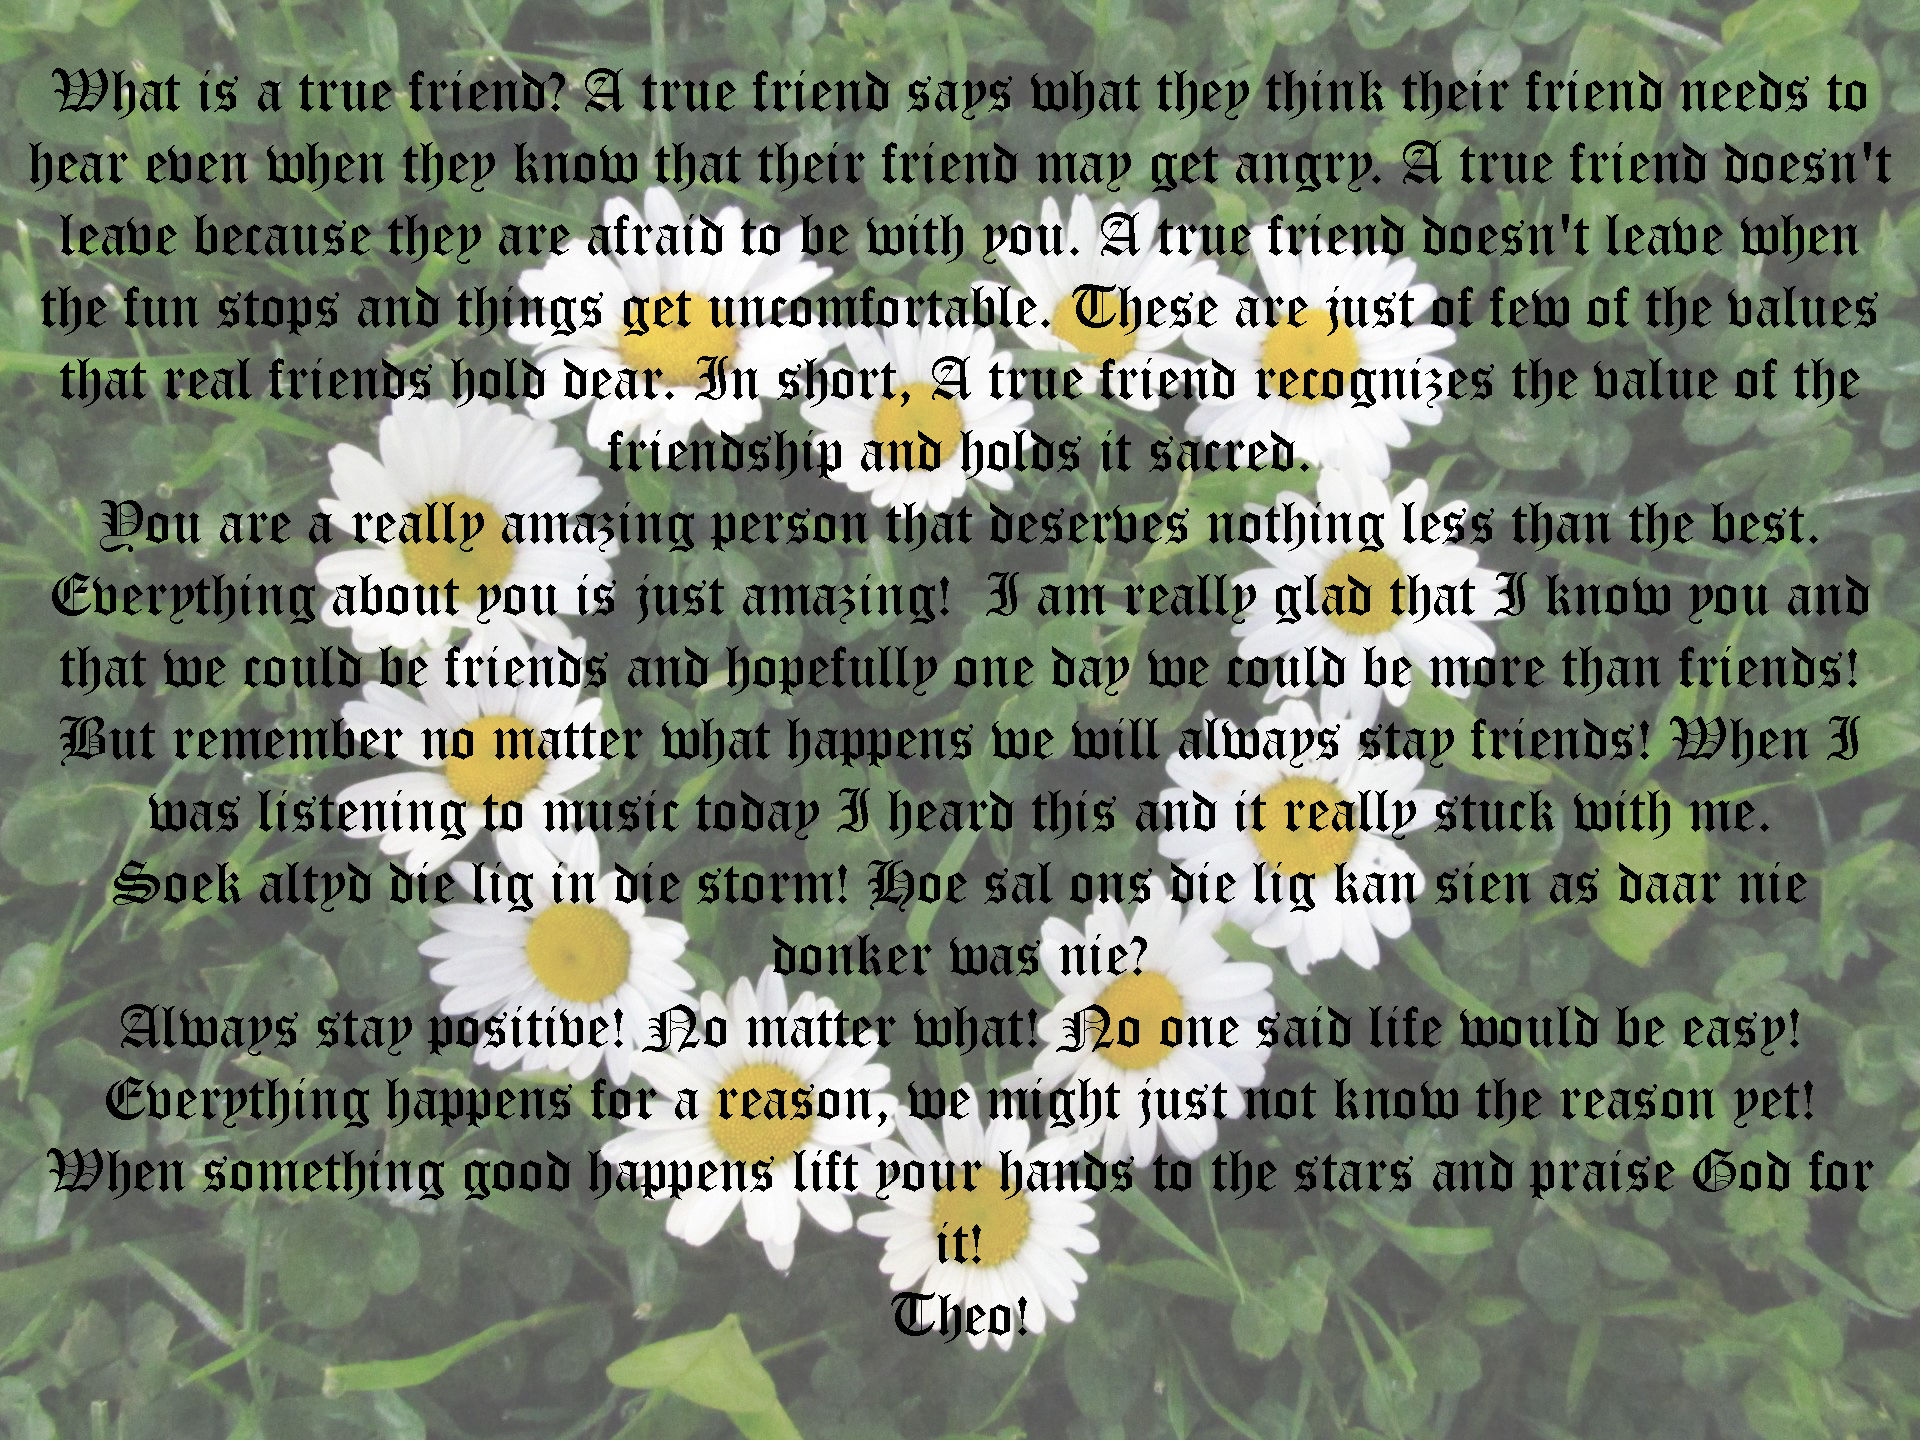 What is a true friend? A true friend says what they think their friend needs to
hear even when they know that their friend may get angry. A true friend doesn't
leave because they are afraid to be with you. A true friend doesn't leave when
the fun stops and things get uncomfortable. These are just of few of the values
that real friends hold dear. In short, A true friend recognizes the value of the
friendship and holds it sacred.
You are a really amazing person that deserves nothing less than the best.
Everything about you is just amazing!  I am really glad that I know you and
that we could be friends and hopefully one day we could be more than friends!
But remember no matter what happens we will always stay friends! When I
was listening to music today I heard this and it really stuck with me.
Soek altyd die lig in die storm! Hoe sal ons die lig kan sien as daar nie
donker was nie?
Always stay positive! No matter what! No one said life would be easy!
Everything happens for a reason, we might just not know the reason yet!
When something good happens lift your hands to the stars and praise God for
it!
Theo!